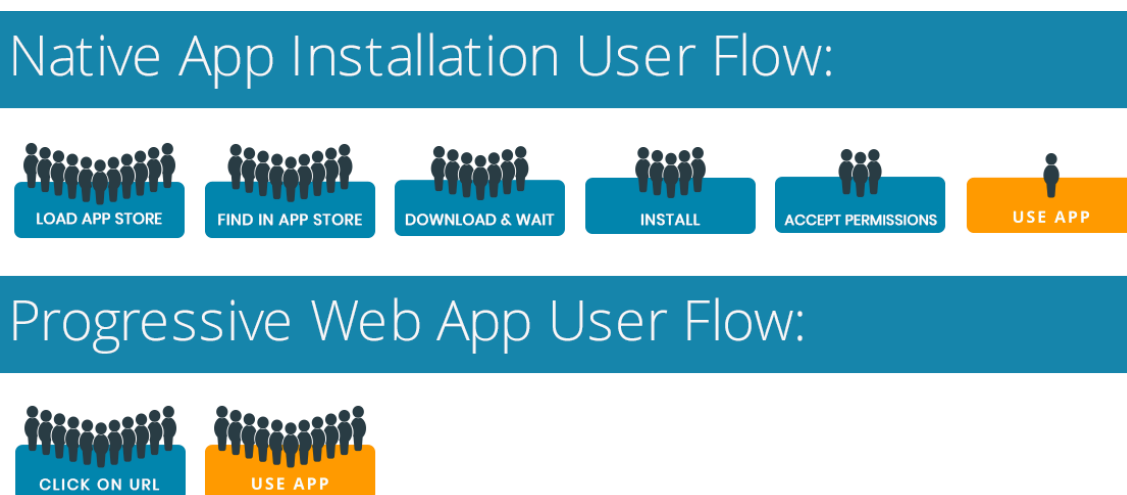 Native App Installation User Flow:
LOAD APP STORE
FIND IN APP STORE
DOWNLOAD & WAIT
INSTALL
ACCEPT PERMISSIONS
USE APP
Progressive Web App User Flow:
CLICK ON URL
USE APP